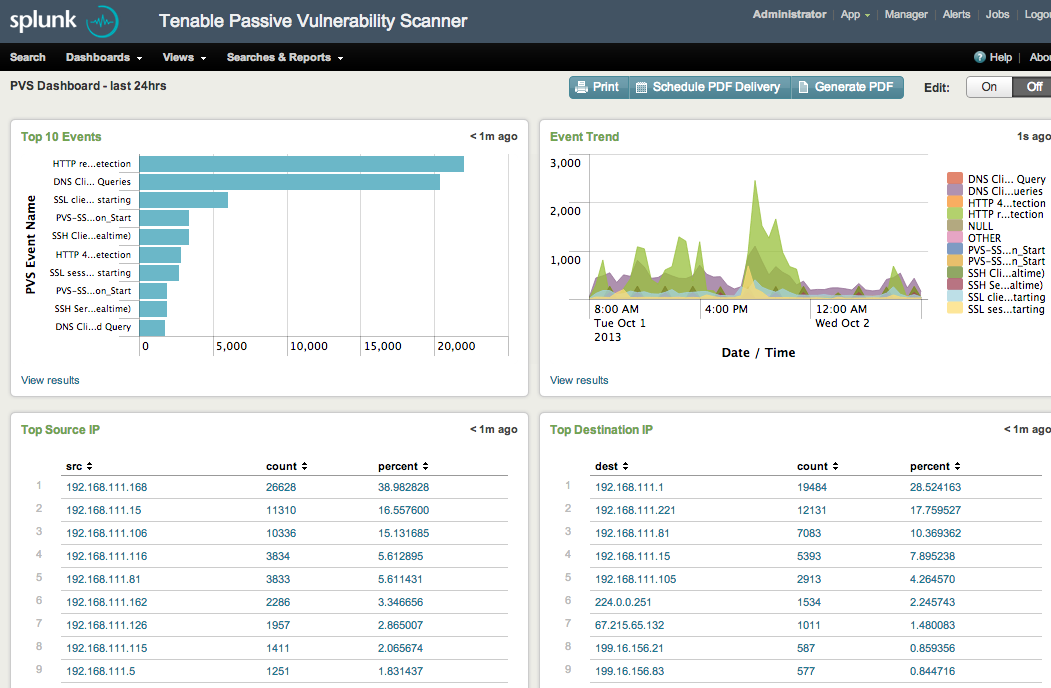 splunk Tenable Passive Vulnerability Scanner Administrator | App | Manager | Alerts | Jobs | Logou
Search Dashboards Views Searches & Reports ? Help | Abou
PVS Dashboard - last 24hrs Print Schedule PDF Delivery Generate PDF Edit: On Off
Top 10 Events < 1m ago
PVS Event Name
HTTP re...etection
DNS Cli... Queries
SSL clie... starting
PVS-SS...on_Start
SSH Clie...ealtime)
HTTP 4...etection
SSL sess... starting
PVS-SS...on_Start
SSH Ser...ealtime)
DNS Cli...d Query
0 5,000 10,000 15,000 20,000
View results
Event Trend 1s ago
3,000
2,000
1,000
8:00 AM 4:00 PM 12:00 AM
Tue Oct 1 Wed Oct 2
2013
Date / Time
DNS Cli... Query
DNS Cli...ueries
HTTP 4...tection
HTTP r...tection
NULL
OTHER
PVS-SS...n_Start
PVS-SS...n_Start
SSH Cli...altime)
SSH Se...altime)
SSL clie...tarting
SSL ses...tarting
View results
Top Source IP < 1m ago
src count percent
1 192.168.111.168 26628 38.982828
2 192.168.111.15 11310 16.557600
3 192.168.111.106 10336 15.131685
4 192.168.111.116 3834 5.612895
5 192.168.111.81 3833 5.611431
6 192.168.111.162 2286 3.346656
7 192.168.111.126 1957 2.865007
8 192.168.111.115 1411 2.065674
9 192.168.111.5 1251 1.831437
Top Destination IP < 1m ago
dest count percent
1 192.168.111.1 19484 28.524163
2 192.168.111.221 12131 17.759527
3 192.168.111.81 7083 10.369362
4 192.168.111.15 5393 7.895238
5 192.168.111.105 2913 4.264570
6 224.0.0.251 1534 2.245743
7 67.215.65.132 1011 1.480083
8 199.16.156.21 587 0.859356
9 199.16.156.83 577 0.844716